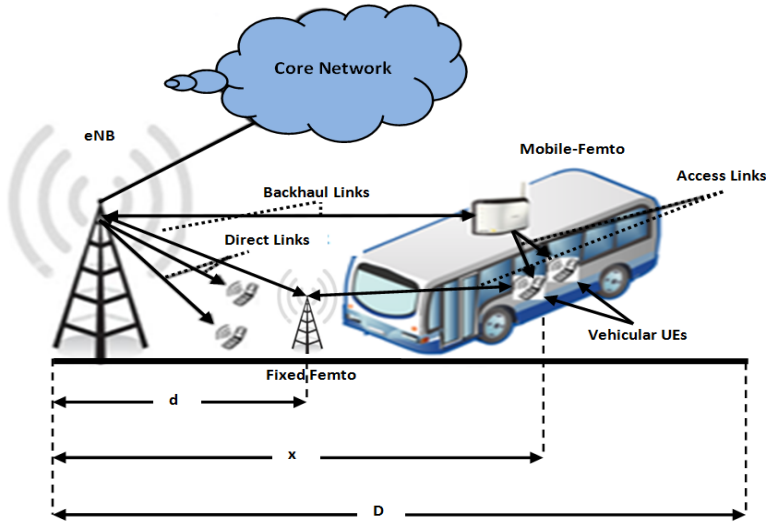 Core Network
eNB
Mobile-Femto
Access Links
Backhaul Links
Direct Links
Vehicular UEs
Fixed Femto
d
x
D